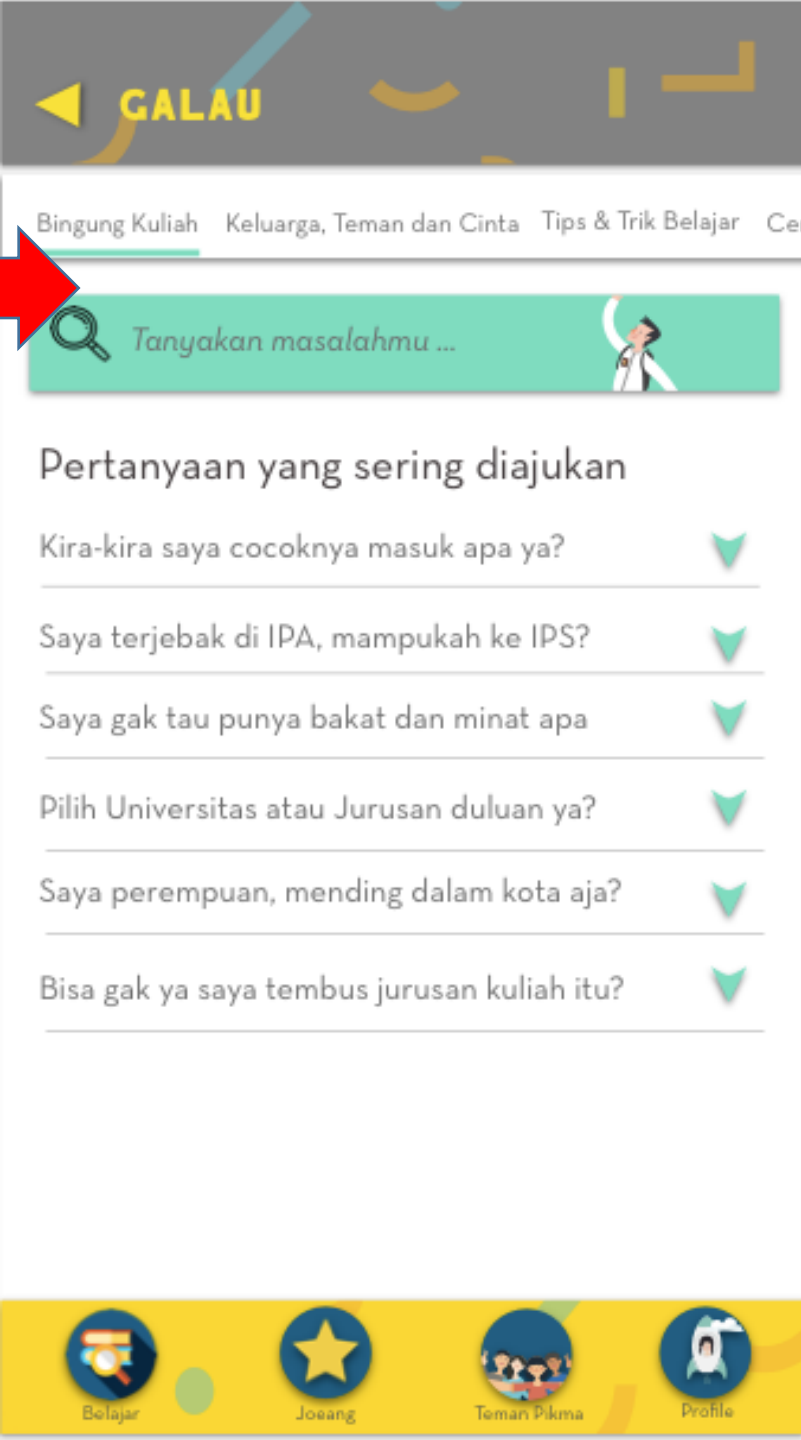 GALAU
Bingung Kuliah Keluarga, Teman dan Cinta Tips & Trik Belajar
Tanyakan masalahmu ...
Pertanyaan yang sering diajukan
Kira-kira saya cocoknya masuk apa ya?
Saya terjebak di IPA, mampukah ke IPS?
Saya gak tau punya bakat dan minat apa
Pilih Universitas atau Jurusan duluan ya?
Saya perempuan, mending dalam kota aja?
Bisa gak ya saya tembus jurusan kuliah itu?
Belajar Joeang Teman Pikma Profile